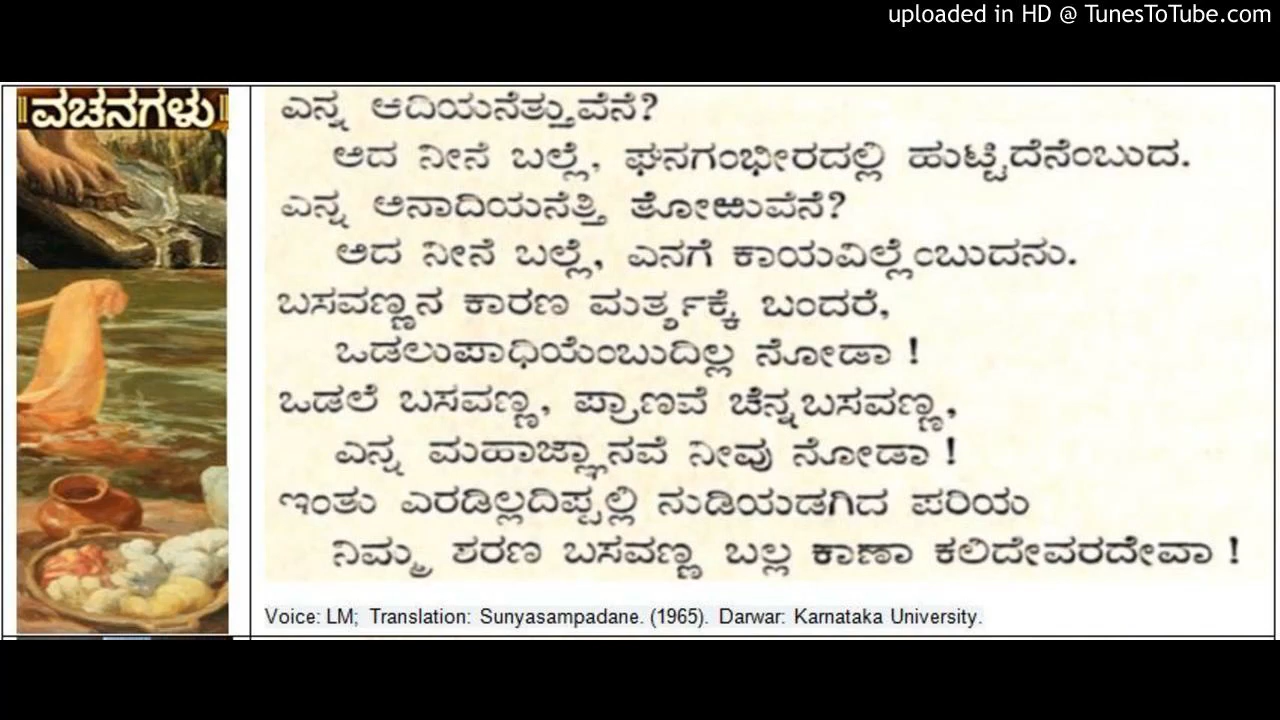 uploaded in HD @ TunesToTube.com
ವಚನಗಳು
ಎನ್ನ ಆದಿಯನೆತ್ತುವೆನೆ?
ಅದ ನೀನೆ ಬಲ್ಲೆ, ಘನಗಂಭೀರದಲ್ಲಿ ಹುಟ್ಟಿದೆನೆಂಬುದ.
ಎನ್ನ ಅನಾದಿಯನೆತ್ತಿ ತೋಱುವೆನೆ?
ಅದ ನೀನೆ ಬಲ್ಲೆ, ಎನಗೆ ಕಾಯವಿಲ್ಲೆಂಬುದನು.
ಬಸವಣ್ಣನ ಕಾರಣ ಮರ್ತ್ಯಕ್ಕೆ ಬಂದರೆ,
ಒಡಲುಪಾಧಿಯೆಂಬುದಿಲ್ಲ ನೋಡಾ !
ಒಡಲೆ ಬಸವಣ್ಣ, ಪ್ರಾಣವೆ ಚೆನ್ನಬಸವಣ್ಣ,
ಎನ್ನ ಮಹಾಜ್ಞಾನವೆ ನೀವು ನೋಡಾ !
ಇಂತು ಎರಡಿಲ್ಲದಿಪ್ಪಲ್ಲಿ ನುಡಿಯಡಗಿದ ಪರಿಯ
ನಿಮ್ಮ ಶರಣ ಬಸವಣ್ಣ ಬಲ್ಲ ಕಾಣಾ ಕಲಿದೇವರದೇವಾ !
Voice: LM; Translation: Sunyasampadane. (1965). Darwar: Karnataka University.